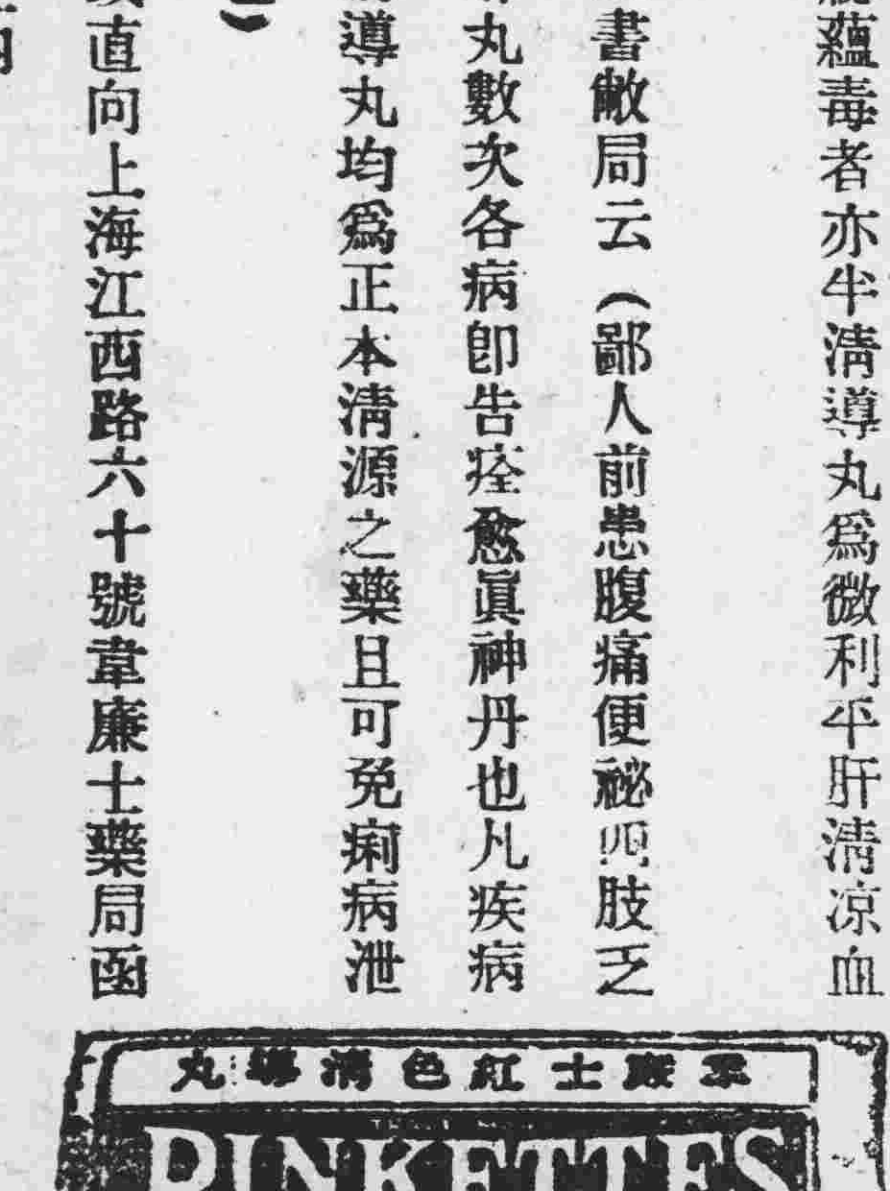 蘊毒者亦半清導丸爲微利平肝清凉血
書敝局云（鄙人前患腹痛便祕四肢乏
丸數次各病卽告痊愈眞神丹也凡疾病
導丸均爲正本清源之藥且可免痢病泄
）
直向上海江西路六十號韋廉士藥局函
丸導清色紅士廉韋
PINKETTES